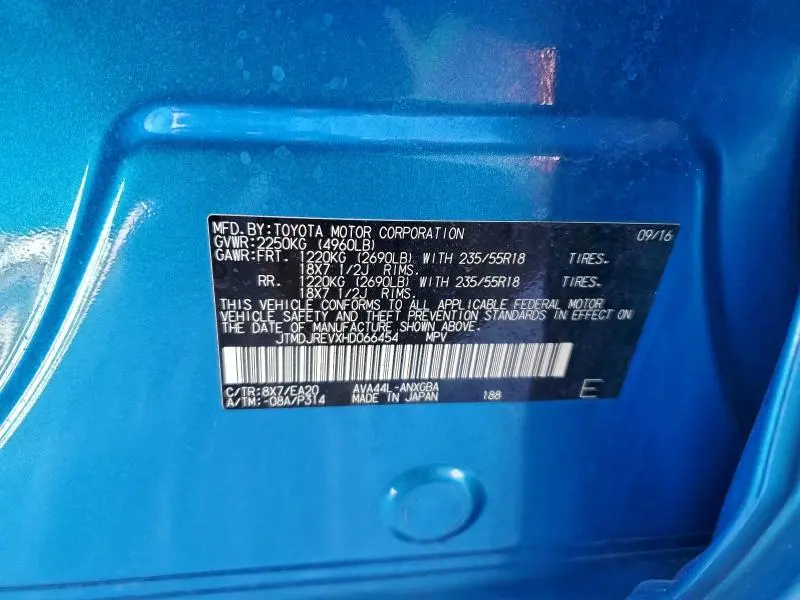 MFD. BY: TOYOTA MOTOR CORPORATION 09/16
GVWR: 2250KG (4960LB)
GAWR: FRT. 1220KG (2690LB) WITH 235/55R18 TIRES.
18X7 1/2J RIMS.
RR. 1220KG (2690LB) WITH 235/55R18 TIRES.
18X7 1/2J RIMS.
THIS VEHICLE CONFORMS TO ALL APPLICABLE FEDERAL MOTOR
VEHICLE SAFETY AND THEFT PREVENTION STANDARDS IN EFFECT ON
THE DATE OF MANUFACTURE SHOWN ABOVE.
JTMDJREVXHD066454 MPV
C/TR: 8X7/EA20 AVA44L-ANXGBA
A/TM: -08A/P314 MADE IN JAPAN 188 E